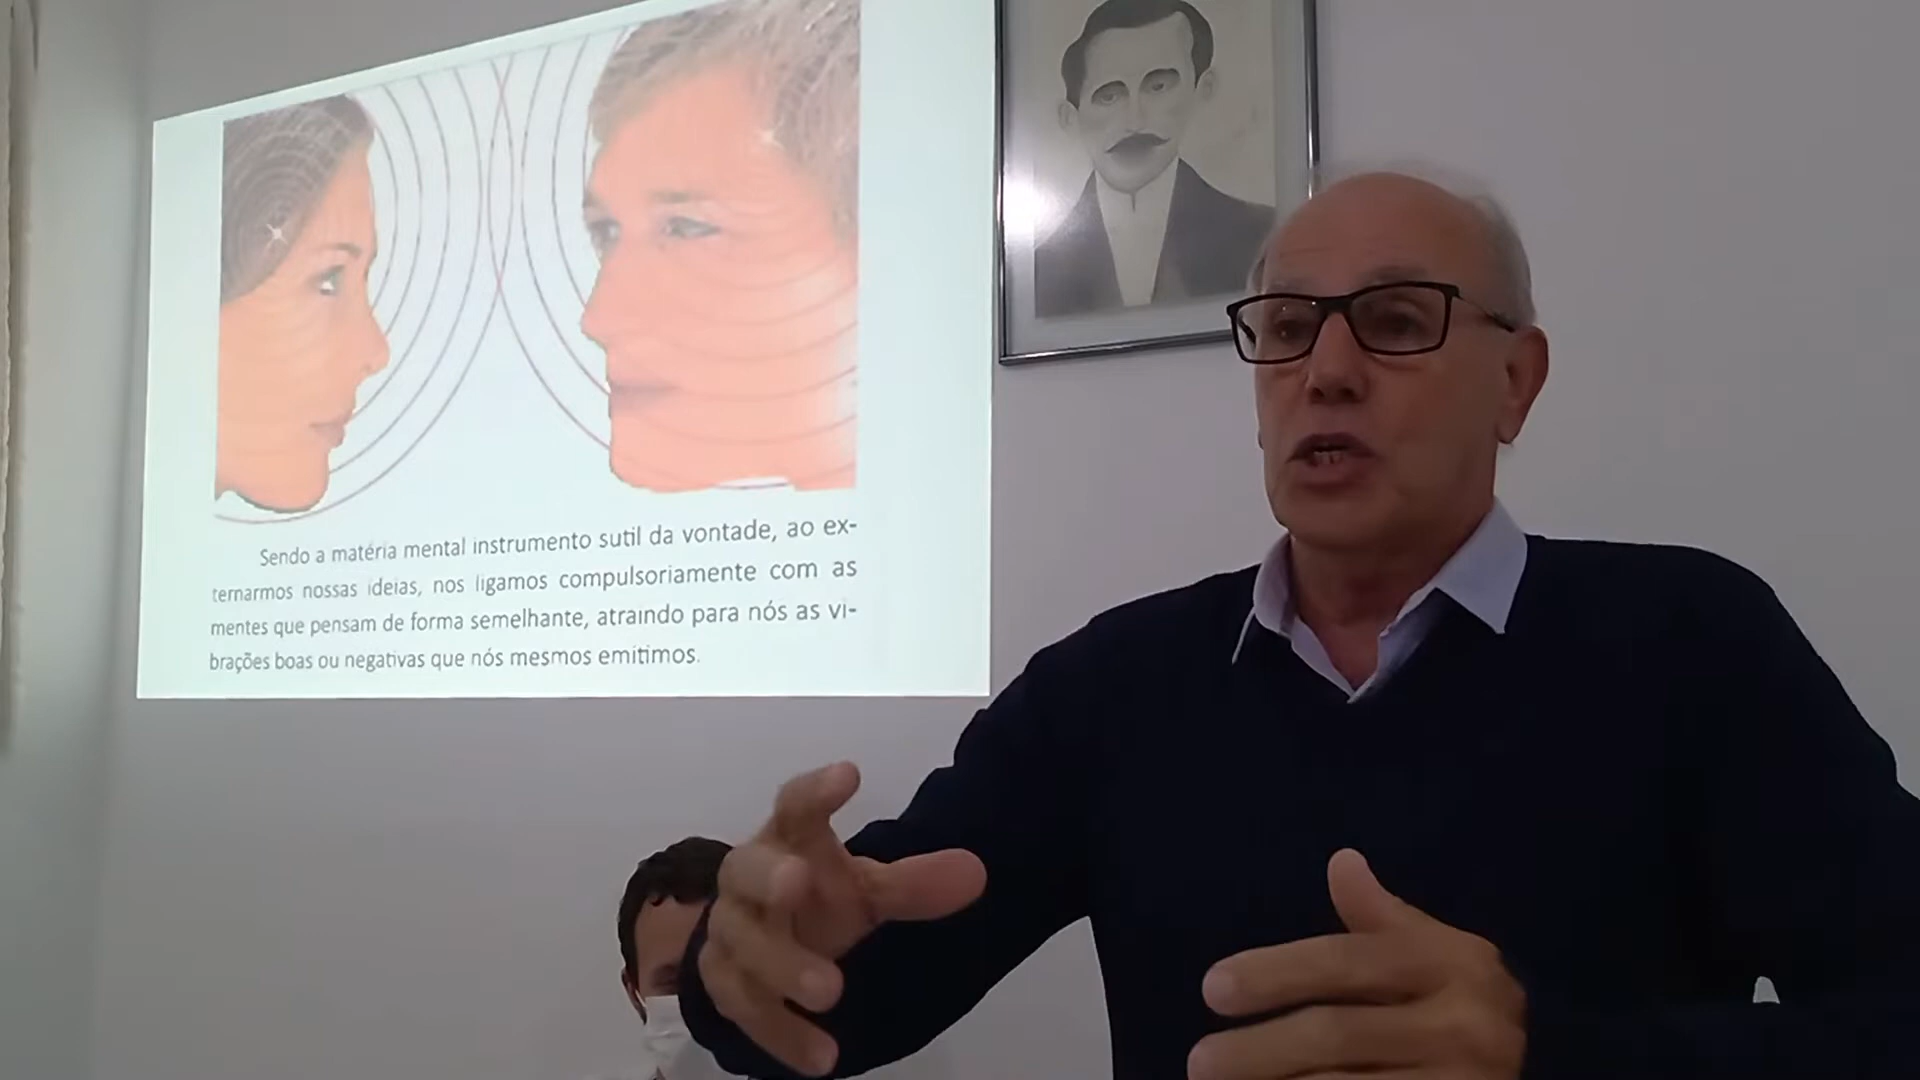 Sendo a matéria mental instrumento sutil da vontade, ao ex-
ternarmos nossas ideias, nos ligamos compulsoriamente com as
mentes que pensam de forma semelhante, atraindo para nós as vi-
brações boas ou negativas que nós mesmos emitimos.